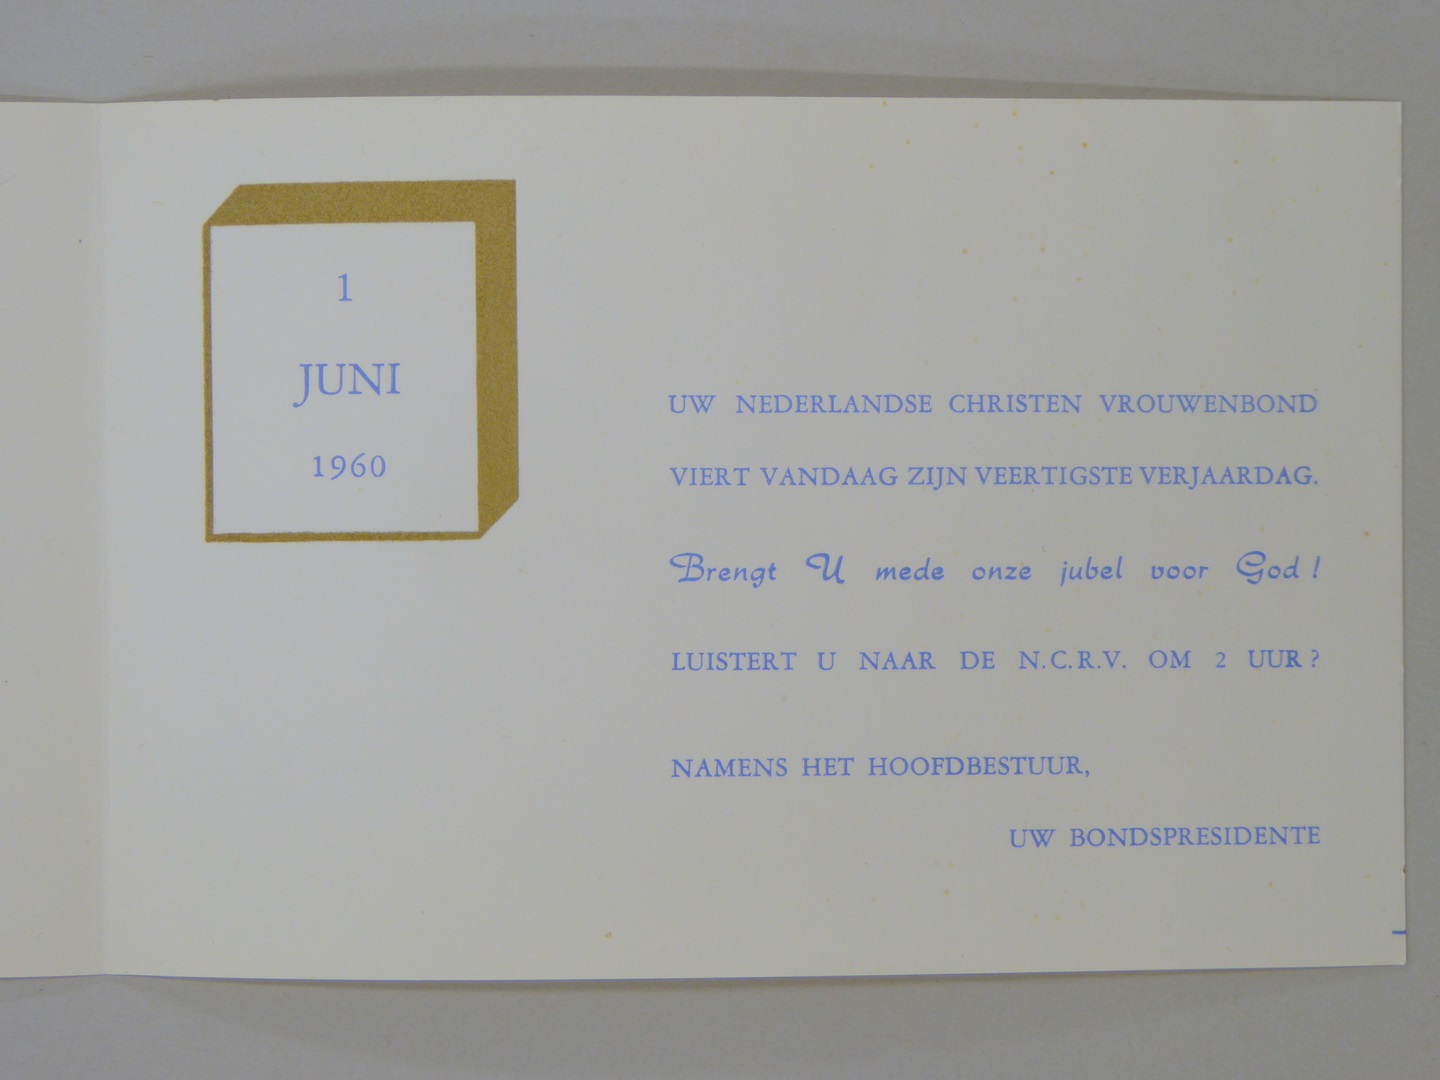 1
JUNI
1960
UW NEDERLANDSE CHRISTEN VROUWENBOND
VIERT VANDAAG ZIJN VEERTIGSTE VERJAARDAG.
Brengt U mede onze jubel voor God !
LUISTERT U NAAR DE N.C.R.V. OM 2 UUR ?
NAMENS HET HOOFDBESTUUR,
UW BONDSPRESIDENTE